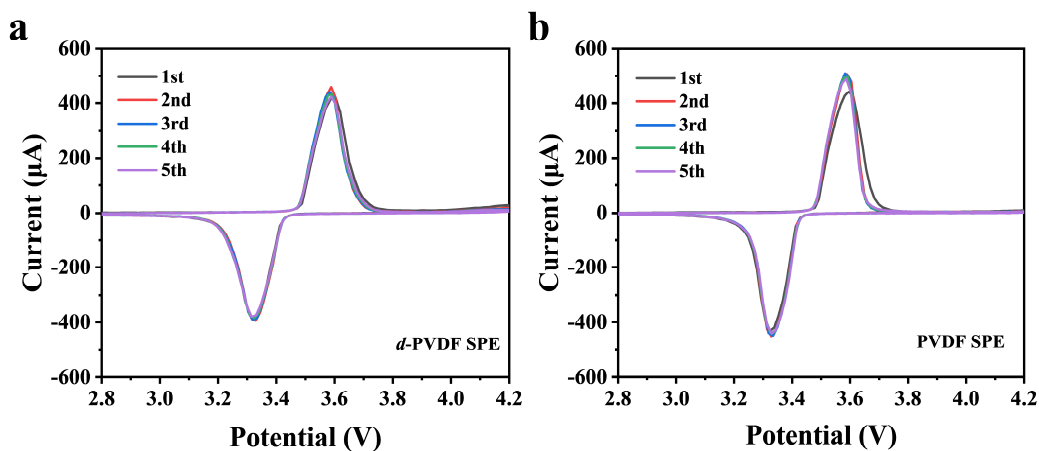 a
600
400
200
0
-200
-400
-600
2.8 3.0 3.2 3.4 3.6 3.8 4.0 4.2
Current (μA)
Potential (V)
1st
2nd
3rd
4th
5th
d-PVDF SPE
b
600
400
200
0
-200
-400
-600
2.8 3.0 3.2 3.4 3.6 3.8 4.0 4.2
Current (μA)
Potential (V)
1st
2nd
3rd
4th
5th
PVDF SPE